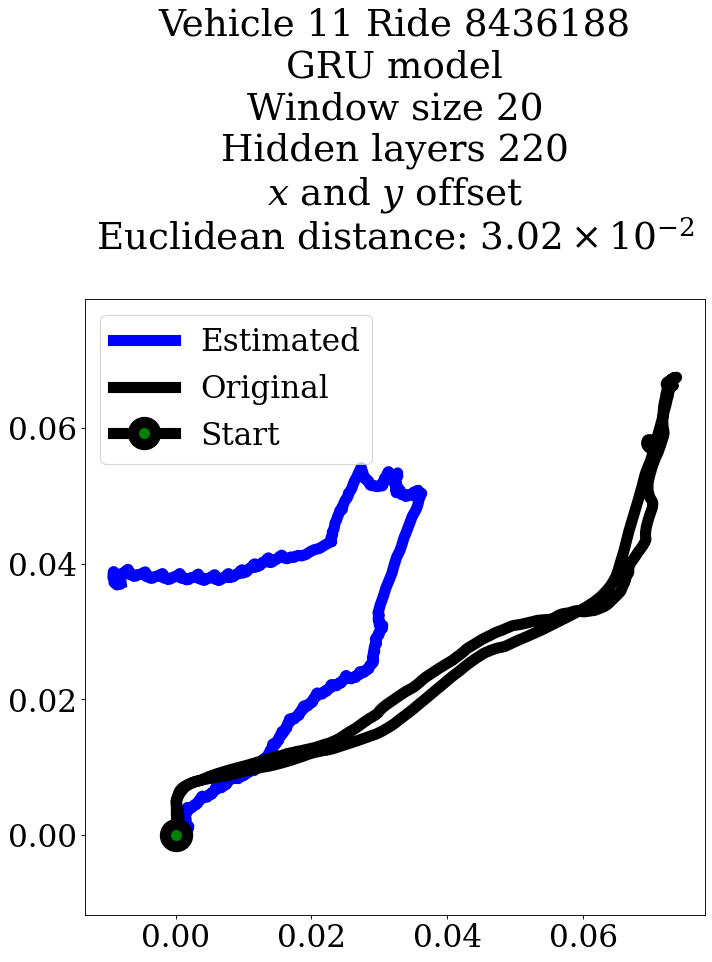 Vehicle 11 Ride 8436188
GRU model
Window size 20
Hidden layers 220
x and y offset
Euclidean distance: 3.02 × 10⁻²
Estimated
Original
Start
0.06
0.04
0.02
0.00
0.00 0.02 0.04 0.06